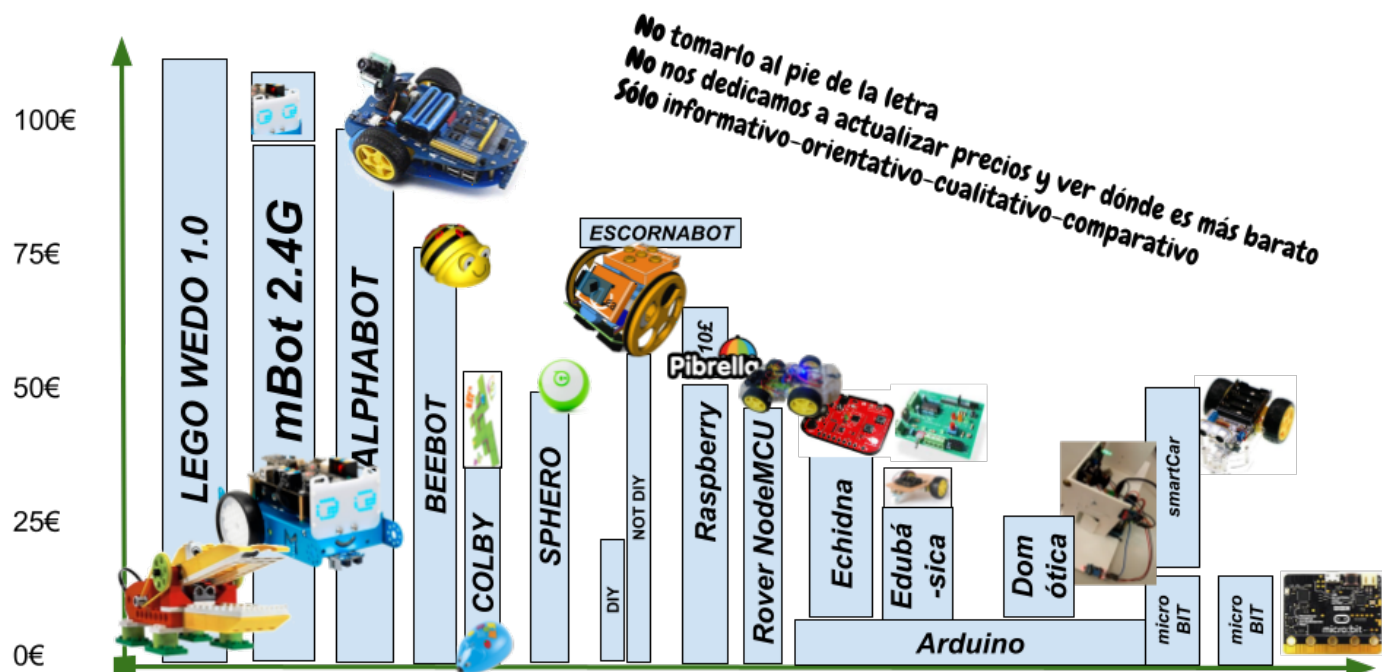 No tomarlo al pie de la letra
No nos dedicamos a actualizar precios y ver dónde es más barato
Sólo informativo-orientativo-cualitativo-comparativo
100€
75€
50€
25€
0€
LEGO WEDO 1.0
mBot 2.4G
ALPHABOT
BEEBOT
COLBY
SPHERO
ESCORNABOT
DIY
NOT DIY
10£
Pibrella
Raspberry
Rover NodeMCU
Echidna
Edubá
-sica
Dom
ótica
Arduino
smartCar
micro
BIT
micro
BIT
micro:bit